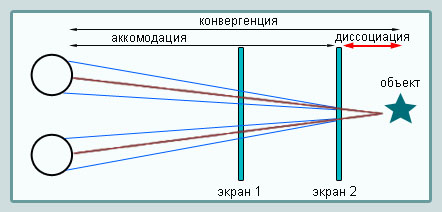 конвергенция
аккомодация
диссоциация
объект
экран 1
экран 2